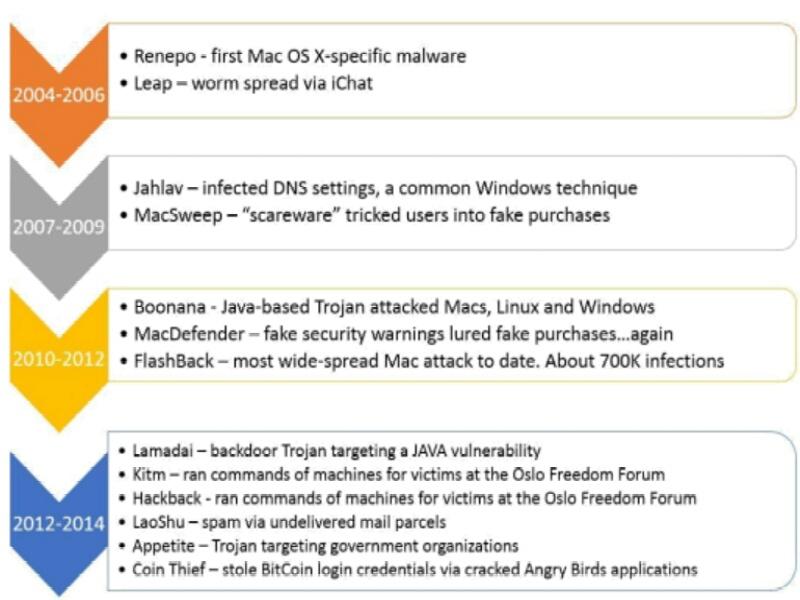 • Renepo - first Mac OS X-specific malware
• Leap – worm spread via iChat
2004-2006
• Jahlav – infected DNS settings, a common Windows technique
• MacSweep – “scareware” tricked users into fake purchases
2007-2009
• Boonana - Java-based Trojan attacked Macs, Linux and Windows
• MacDefender – fake security warnings lured fake purchases...again
• FlashBack – most wide-spread Mac attack to date. About 700K infections
2010-2012
• Lamadai – backdoor Trojan targeting a JAVA vulnerability
• Kitm – ran commands of machines for victims at the Oslo Freedom Forum
• Hackback - ran commands of machines for victims at the Oslo Freedom Forum
• LaoShu – spam via undelivered mail parcels
• Appetite – Trojan targeting government organizations
• Coin Thief – stole BitCoin login credentials via cracked Angry Birds applications
2012-2014